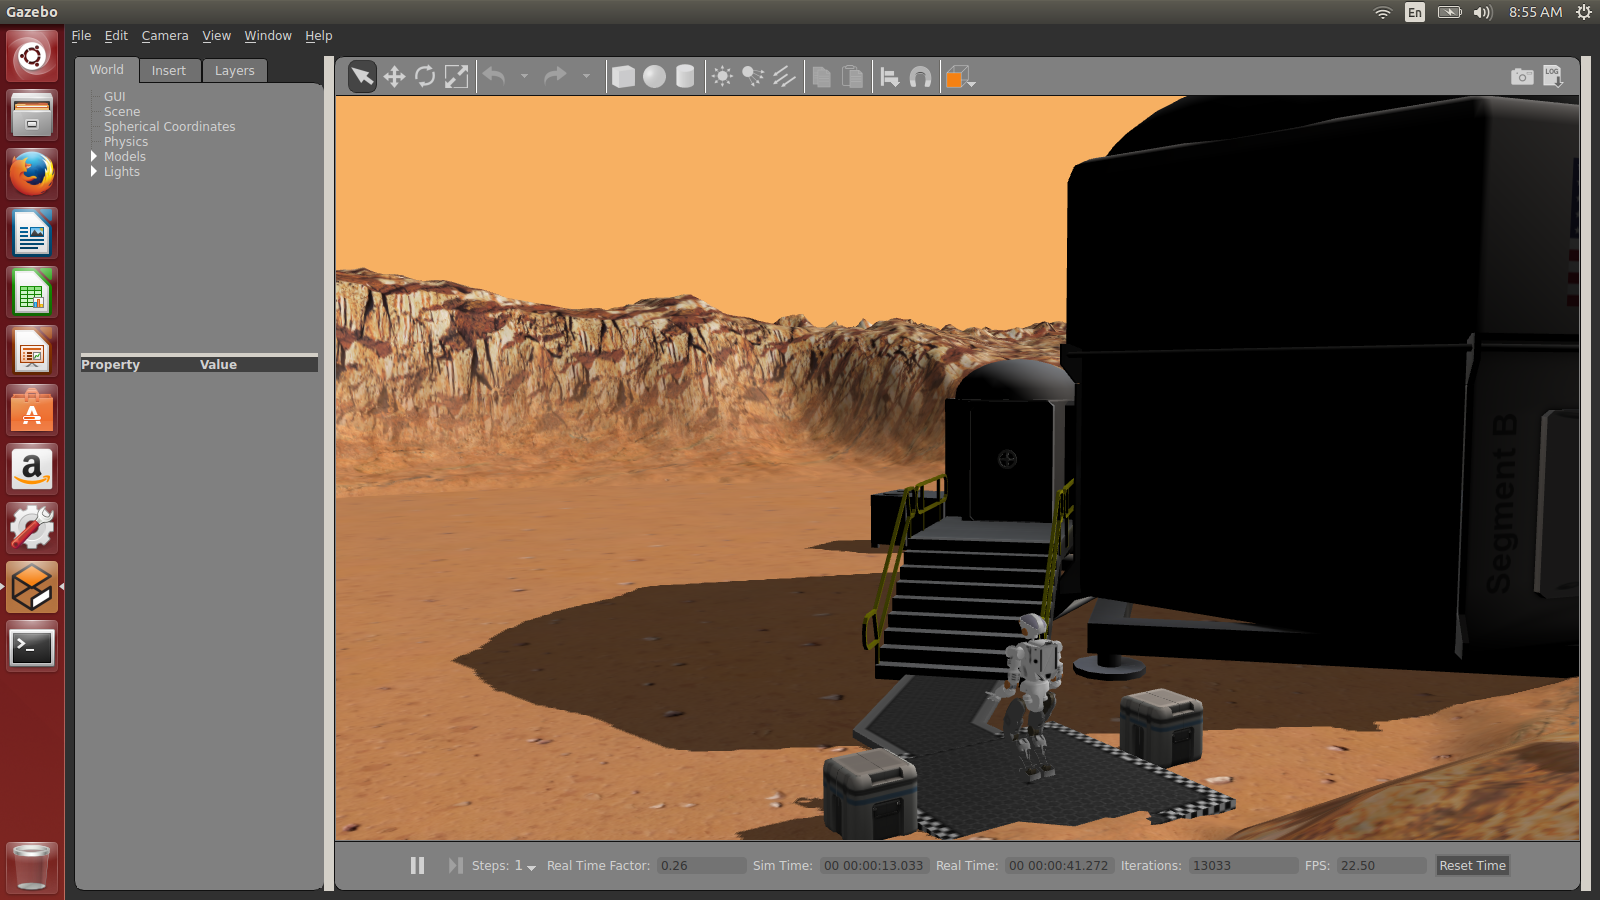 Gazebo
En
8:55 AM
File Edit Camera View Window Help
World Insert Layers
LOG
GUI
Scene
Spherical Coordinates
Physics
Models
Lights
Property Value
Segment B
Steps: 1 Real Time Factor: 0.26 Sim Time: 00 00:00:13.033 Real Time: 00 00:00:41.272 Iterations: 13033 FPS: 22.50 Reset Time